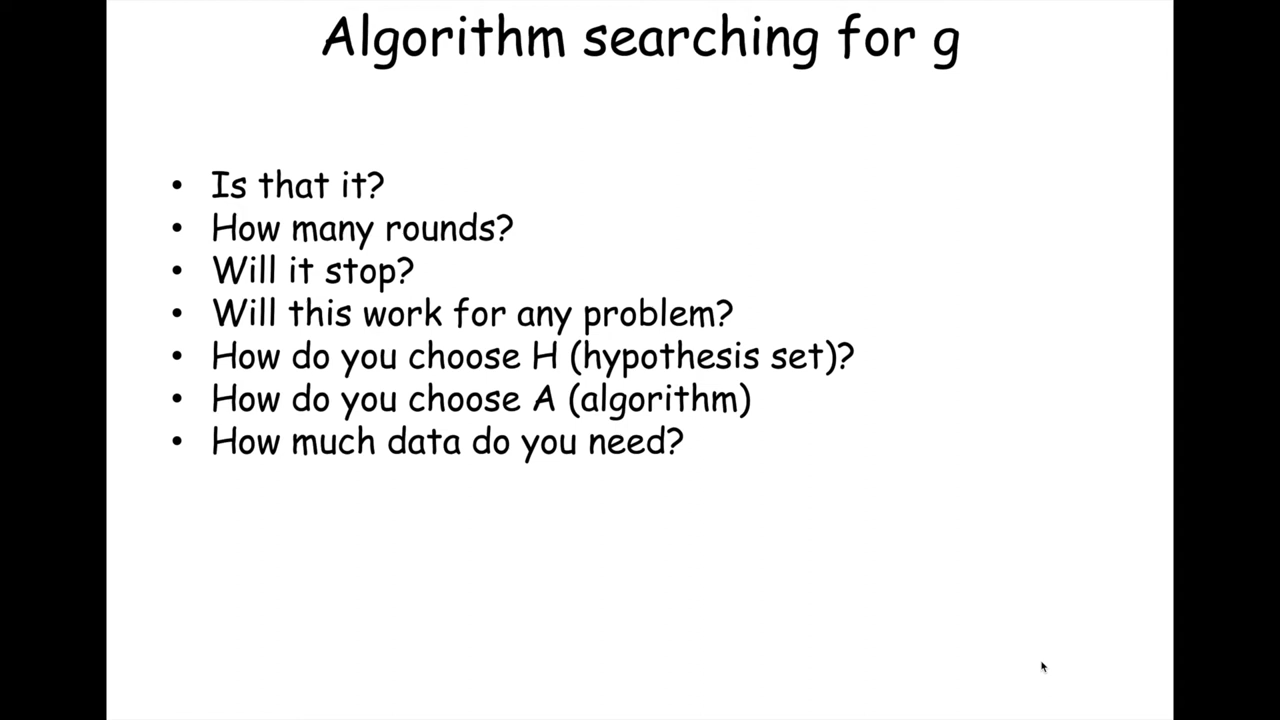 Algorithm searching for g
• Is that it?
• How many rounds?
• Will it stop?
• Will this work for any problem?
• How do you choose H (hypothesis set)?
• How do you choose A (algorithm)
• How much data do you need?